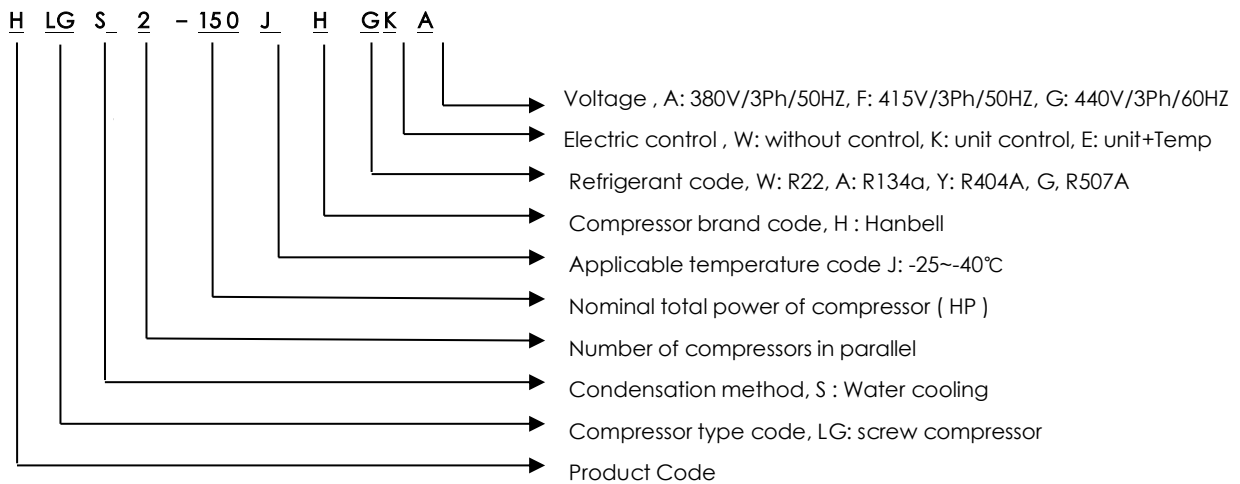 H LG S 2 – 150 J H GK A
Voltage , A: 380V/3Ph/50HZ, F: 415V/3Ph/50HZ, G: 440V/3Ph/60HZ
Electric control , W: without control, K: unit control, E: unit+Temp
Refrigerant code, W: R22, A: R134a, Y: R404A, G, R507A
Compressor brand code, H : Hanbell
Applicable temperature code J: -25~-40℃
Nominal total power of compressor ( HP )
Number of compressors in parallel
Condensation method, S : Water cooling
Compressor type code, LG: screw compressor
Product Code